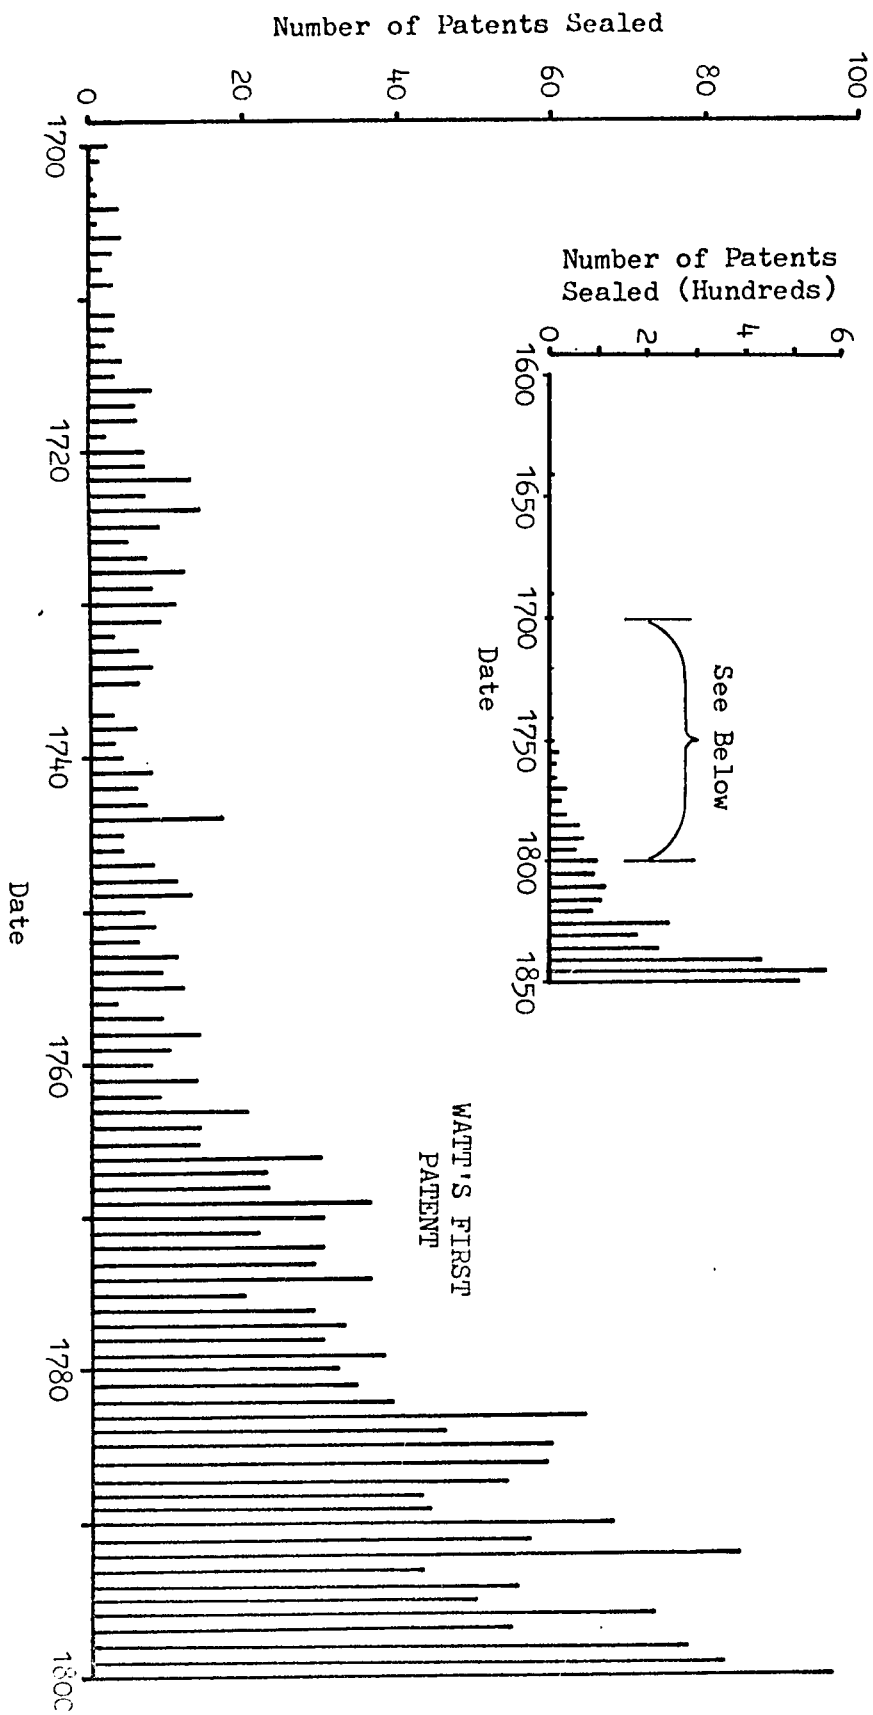 Number of Patents Sealed
100
80
60
40
20
0
Number of Patents
Sealed (Hundreds)
6
4
2
0
1600
1650
1700
1750
1800
1850
Date
See Below
WATT'S FIRST
PATENT
1700
1720
1740
1760
1780
1800
Date